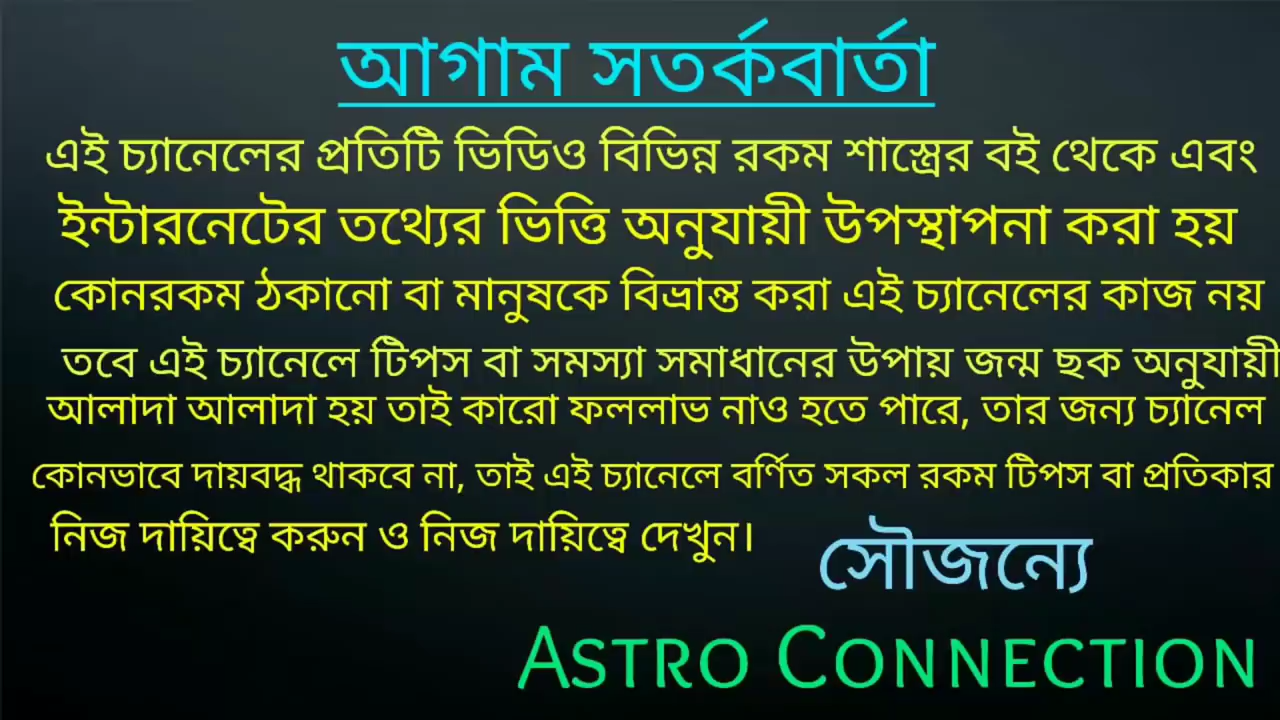 আগাম সতর্কবার্তা
এই চ্যানেলের প্রতিটি ভিডিও বিভিন্ন রকম শাস্ত্রের বই থেকে এবং
ইন্টারনেটের তথ্যের ভিত্তি অনুযায়ী উপস্থাপনা করা হয়
কোনরকম ঠকানো বা মানুষকে বিভ্রান্ত করা এই চ্যানেলের কাজ নয়
তবে এই চ্যানেলে টিপস বা সমস্যা সমাধানের উপায় জন্ম ছক অনুযায়ী
আলাদা আলাদা হয় তাই কারো ফললাভ নাও হতে পারে, তার জন্য চ্যানেল
কোনভাবে দায়বদ্ধ থাকবে না, তাই এই চ্যানেলে বর্ণিত সকল রকম টিপস বা প্রতিকার
নিজ দায়িত্বে করুন ও নিজ দায়িত্বে দেখুন।
সৌজন্যে
ASTRO CONNECTION